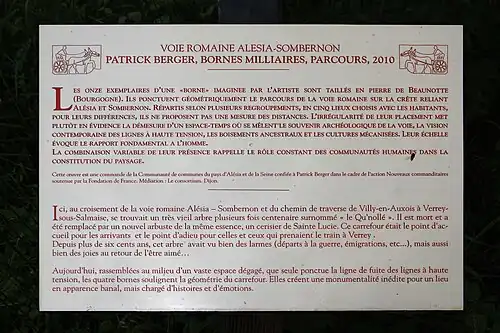 VOIE ROMAINE ALESIA-SOMBERNON
PATRICK BERGER, BORNES MILLIAIRES, PARCOURS, 2010
LES ONZE EXEMPLAIRES D'UNE «BORNE» IMAGINEE PAR L'ARTISTE SONT TAILLÉS EN PIERRE DE BEAUNOTTE
(BOURGOGNE). ILS PONCTUENT GÉOMÉTRIQUEMENT LE PARCOURS DE LA VOIE ROMAINE SUR LA CRÊTE RELIANT
ALÉSIA ET SOMBERNON. RÉPARTIS SELON PLUSIEURS REGROUPEMENTS, EN CINQ LIEUX CHOISIS AVEC LES HABITANTS,
POUR LEURS DIFFÉRENCES, ILS NE PROPOSENT PAS UNE MESURE DES DISTANCES. L'IRRÉGULARITÉ DE LEUR PLACEMENT MET
PLUTÔT EN ÉVIDENCE LA DÉMESURE D'UN ESPACE-TEMPS OÙ SE MÊLENT LE SOUVENIR ARCHÉOLOGIQUE DE LA VOIE, LA VISION
CONTEMPORAINE DES LIGNES À HAUTE TENSION, LES BOISEMENTS ANCESTRAUX ET LES CULTURES MÉCANISÉES. LEUR ÉCHELLE
ÉVOQUE LE RAPPORT FONDAMENTAL A L'HOMME.
LA COMBINAISON VARIABLE DE LEUR PRÉSENCE RAPPELLE LE RÔLE CONSTANT DES COMMUNAUTÉS HUMAINES DANS LA
CONSTITUTION DU PAYSAGE.
Cette œuvre est une commande de la Communauté de communes du pays d'Alésia et de la Seine confiée à Patrick Berger dans le cadre de l'action Nouveaux commanditaires
soutenue par la Fondation de France. Médiation : Le consortium, Dijon.
Ici, au croisement de la voie romaine Alésia – Sombernon et du chemin de traverse de Villy-en-Auxois à Verrey-
sous-Salmaise, se trouvait un très vieil arbre plusieurs fois centenaire surnommé « le Qu'nollé ». Il est mort et a
été remplacé par un nouvel arbuste de la même essence, un cerisier de Sainte Lucie. Ce carrefour était le point d'ac-
cueil pour les arrivants et le point d'adieu pour celles et ceux qui prenaient le train à Verrey .
Depuis plus de six cents ans, cet arbre avait vu bien des larmes (départs à la guerre, émigrations, etc...), mais aussi
bien des joies au retour de l'être aimé…
Aujourd'hui, rassemblées au milieu d'un vaste espace dégagé, que seule ponctue la ligne de fuite des lignes à haute
tension, les quatre bornes soulignent la géométrie du carrefour. Elles créent une monumentalité inédite pour un lieu
en apparence banal, mais chargé d'histoires et d'émotions.